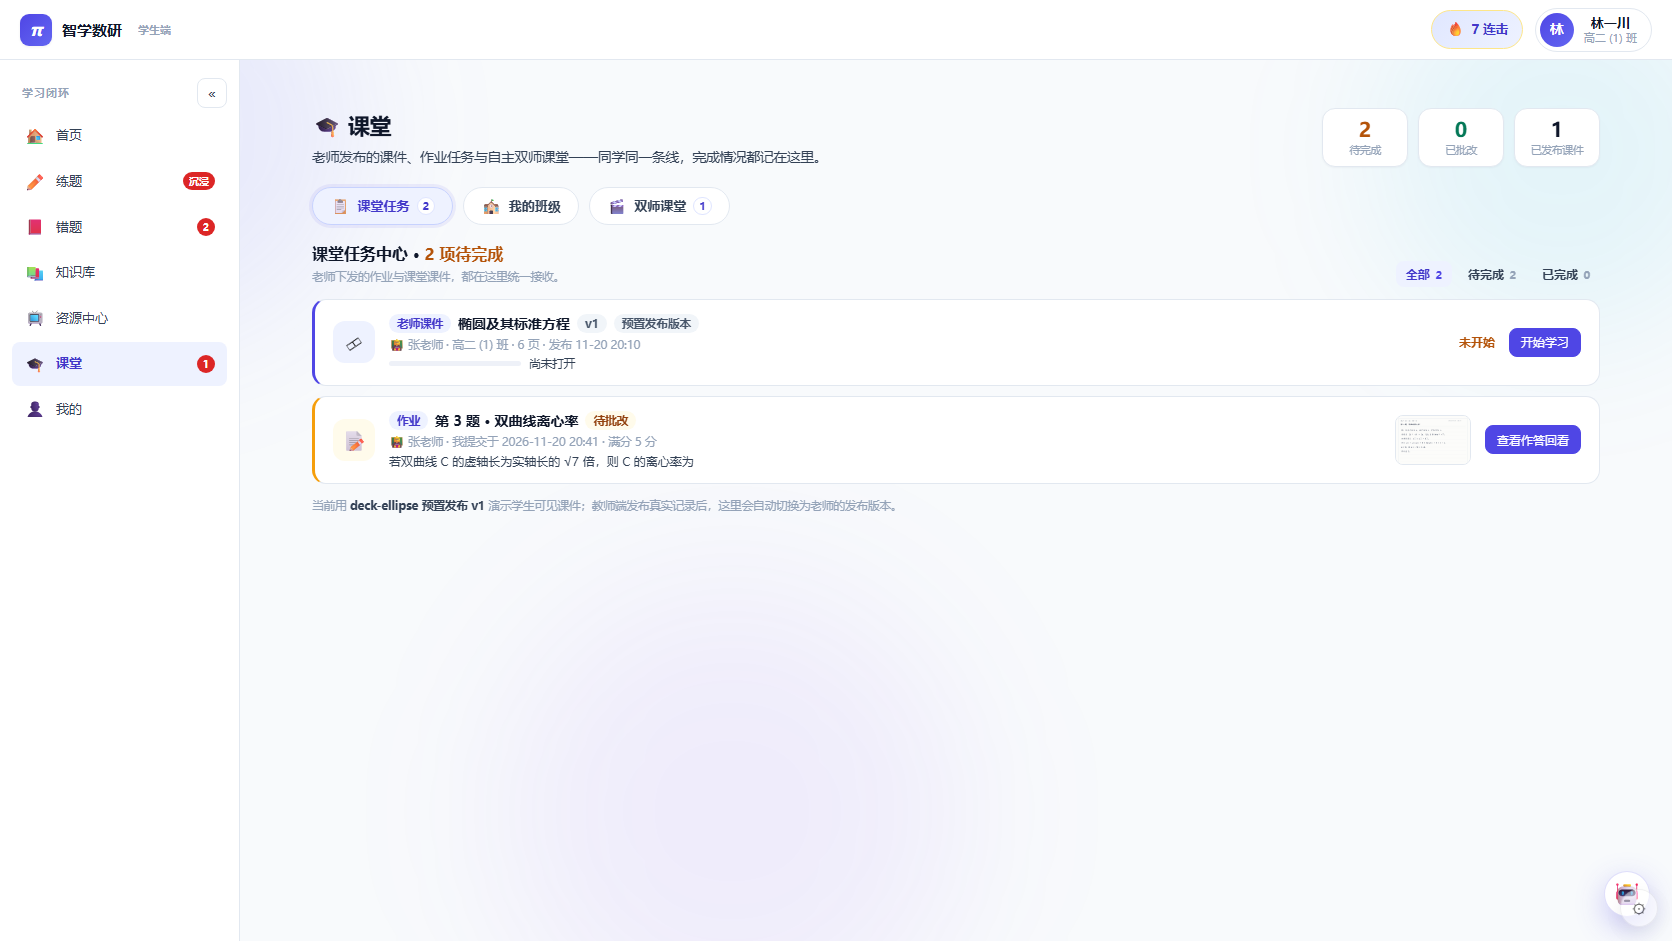 π 智学数研 学生端
7 连击
林 林一川
高二 (1) 班
学习闭环 «
首页
练题 沉浸
错题 2
知识库
资源中心
课堂 1
我的
课堂
老师发布的课件、作业任务与自主双师课堂——同学同一条线，完成情况都记在这里。
2 待完成
0 已批改
1 已发布课件
课堂任务 2
我的班级
双师课堂 1
课堂任务中心 • 2 项待完成
老师下发的作业与课堂课件，都在这里统一接收。
全部 2 待完成 2 已完成 0
老师课件 椭圆及其标准方程 v1 预置发布版本
张老师 · 高二 (1) 班 · 6 页 · 发布 11-20 20:10
尚未打开
未开始 开始学习
作业 第 3 题 • 双曲线离心率 待批改
张老师 · 我提交于 2026-11-20 20:41 · 满分 5 分
若双曲线 C 的虚轴长为实轴长的 √7 倍，则 C 的离心率为
查看作答回看
当前用 deck-ellipse 预置发布 v1 演示学生可见课件；教师端发布真实记录后，这里会自动切换为老师的发布版本。